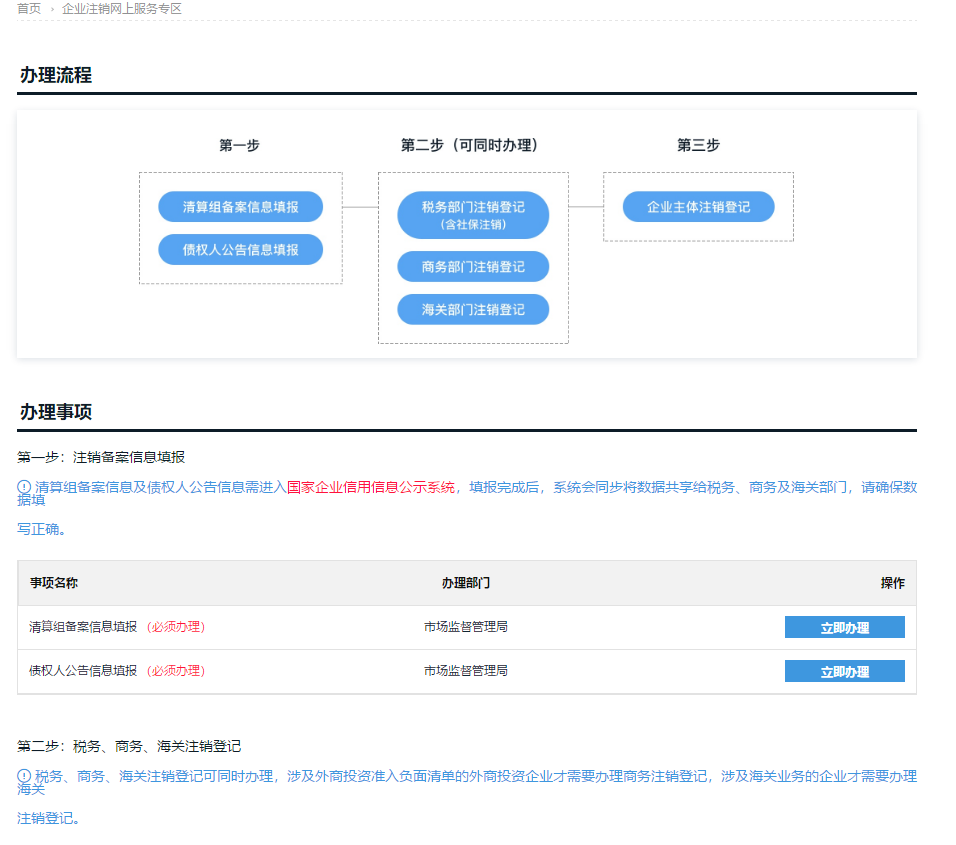 首页 › 企业注销网上服务专区
办理流程
第一步
第二步（可同时办理）
第三步
清算组备案信息填报
债权人公告信息填报
税务部门注销登记
（含社保注销）
商务部门注销登记
海关部门注销登记
企业主体注销登记
办理事项
第一步：注销备案信息填报
清算组备案信息及债权人公告信息需进入国家企业信用信息公示系统，填报完成后，系统会同步将数据共享给税务、商务及海关部门，请确保数
据填
写正确。
事项名称 办理部门 操作
清算组备案信息填报 （必须办理） 市场监督管理局 立即办理
债权人公告信息填报 （必须办理） 市场监督管理局 立即办理
第二步：税务、商务、海关注销登记
税务、商务、海关注销登记可同时办理，涉及外商投资准入负面清单的外商投资企业才需要办理商务注销登记，涉及海关业务的企业才需要办理
海关
注销登记。